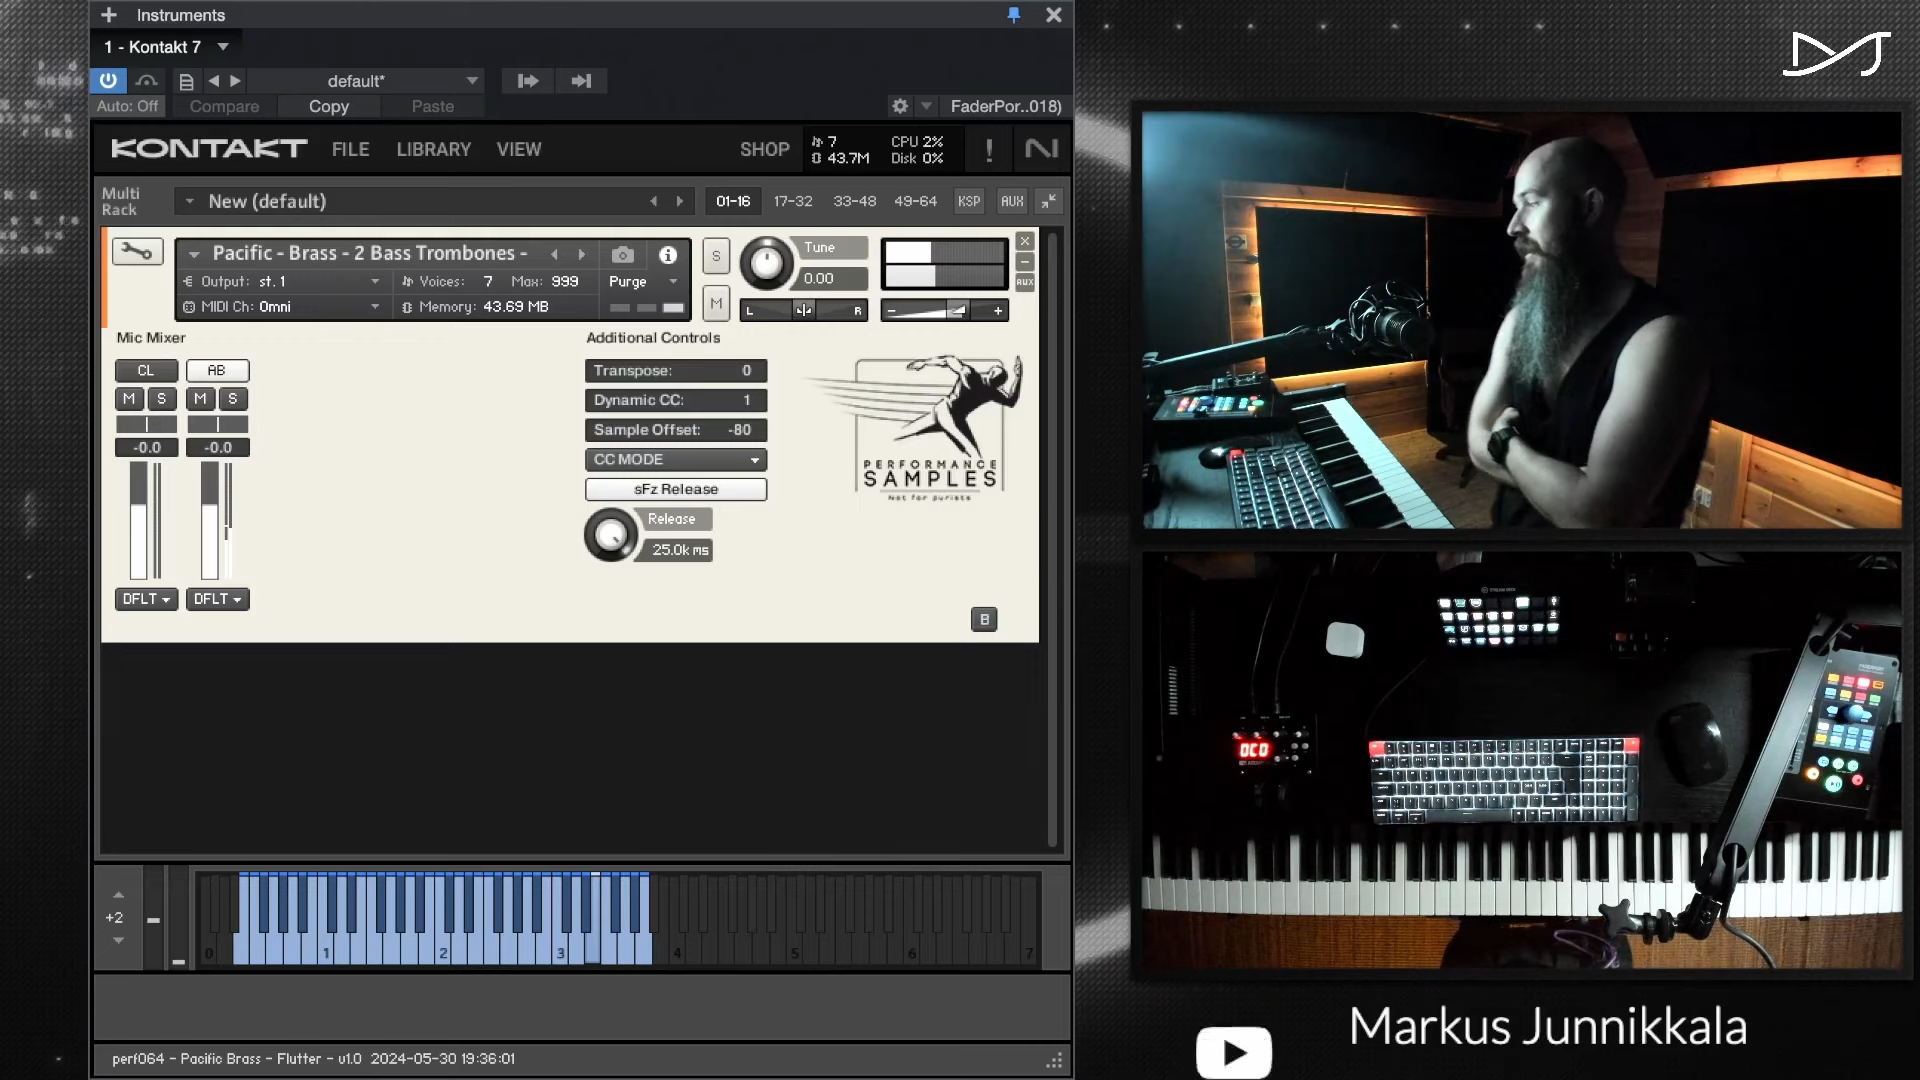 Instruments
1 - Kontakt 7
default*
Auto: Off
Compare
Copy
Paste
FaderPor..018)
KONTAKT
FILE
LIBRARY
VIEW
SHOP
7
43.7M
CPU 2%
Disk 0%
!
Multi
Rack
New (default)
01-16
17-32
33-48
49-64
KSP
AUX
Pacific - Brass - 2 Bass Trombones -
Output: st. 1
Voices: 7
Max: 999
Purge
MIDI Ch: Omni
Memory: 43.69 MB
S
M
Tune
0.00
L
R
-
+
x
-
AUX
Mic Mixer
CL
AB
M
S
M
S
-0.0
-0.0
DFLT
DFLT
Additional Controls
Transpose: 0
Dynamic CC: 1
Sample Offset: -80
CC MODE
sFz Release
Release
25.0k ms
PERFORMANCE
SAMPLES
Not for purists
B
+2
0
1
2
3
4
5
6
7
perf064 - Pacific Brass - Flutter - v1.0 2024-05-30 19:36:01
Markus Junnikkala